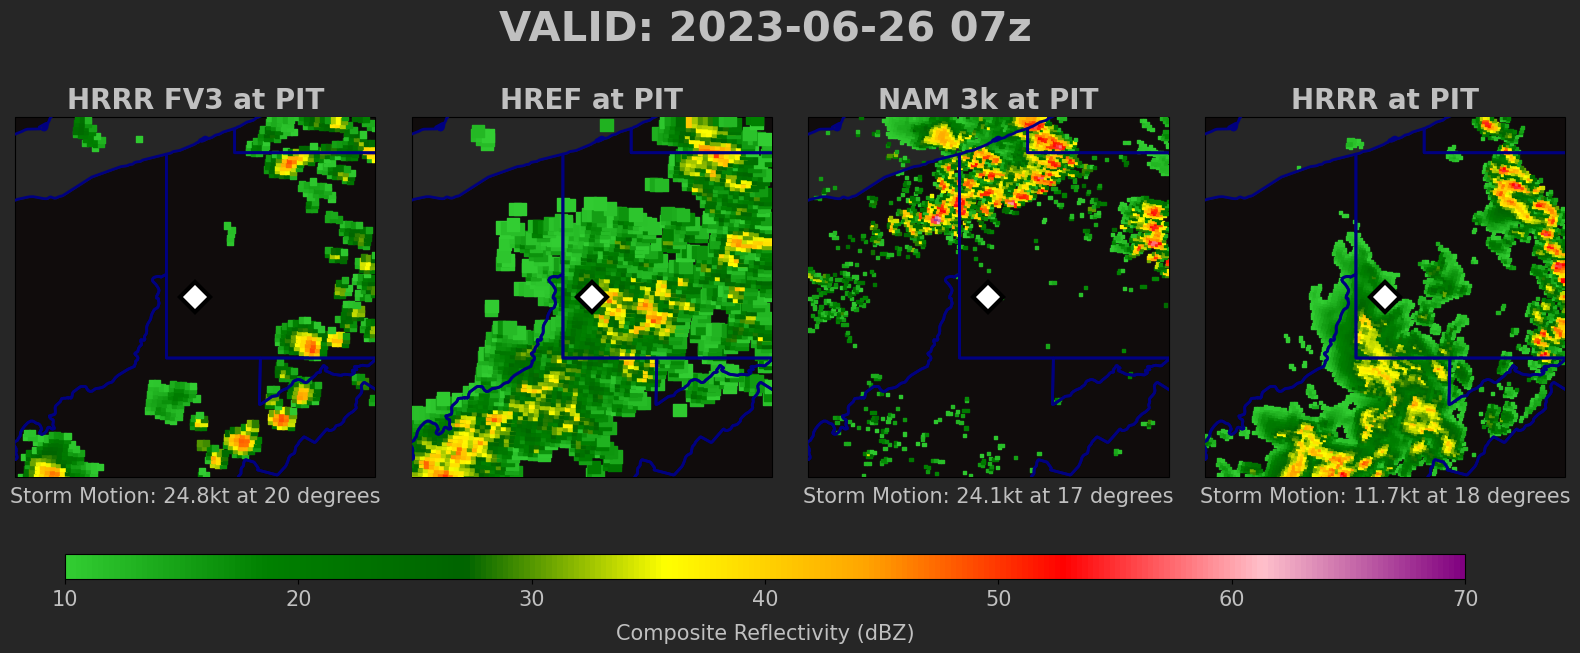 VALID: 2023-06-26 07z
HRRR FV3 at PIT
HREF at PIT
NAM 3k at PIT
HRRR at PIT
Storm Motion: 24.8kt at 20 degrees
Storm Motion: 24.1kt at 17 degrees
Storm Motion: 11.7kt at 18 degrees
10 20 30 40 50 60 70
Composite Reflectivity (dBZ)